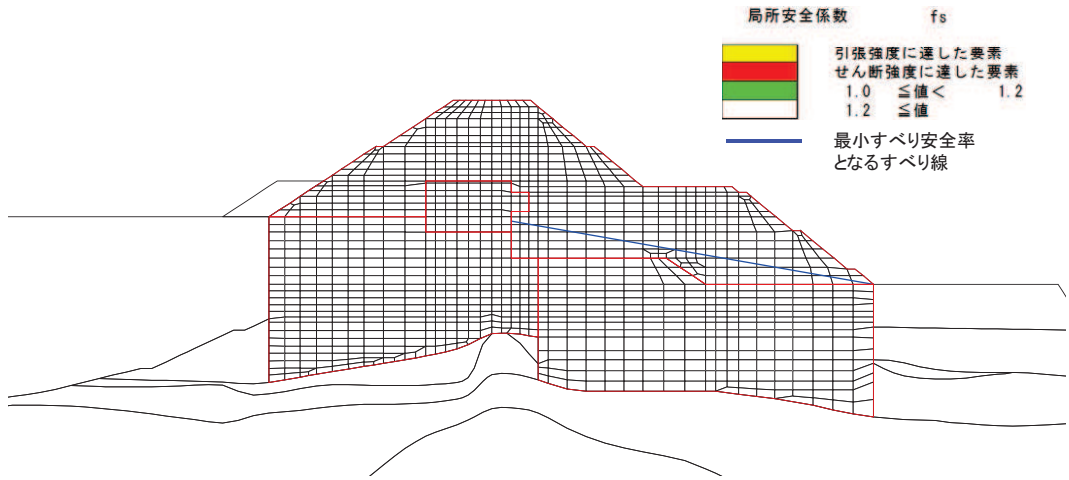 局所安全係数 fs
引張強度に達した要素
せん断強度に達した要素
1.0 ≦値< 1.2
1.2 ≦値
最小すべり安全率
となるすべり線